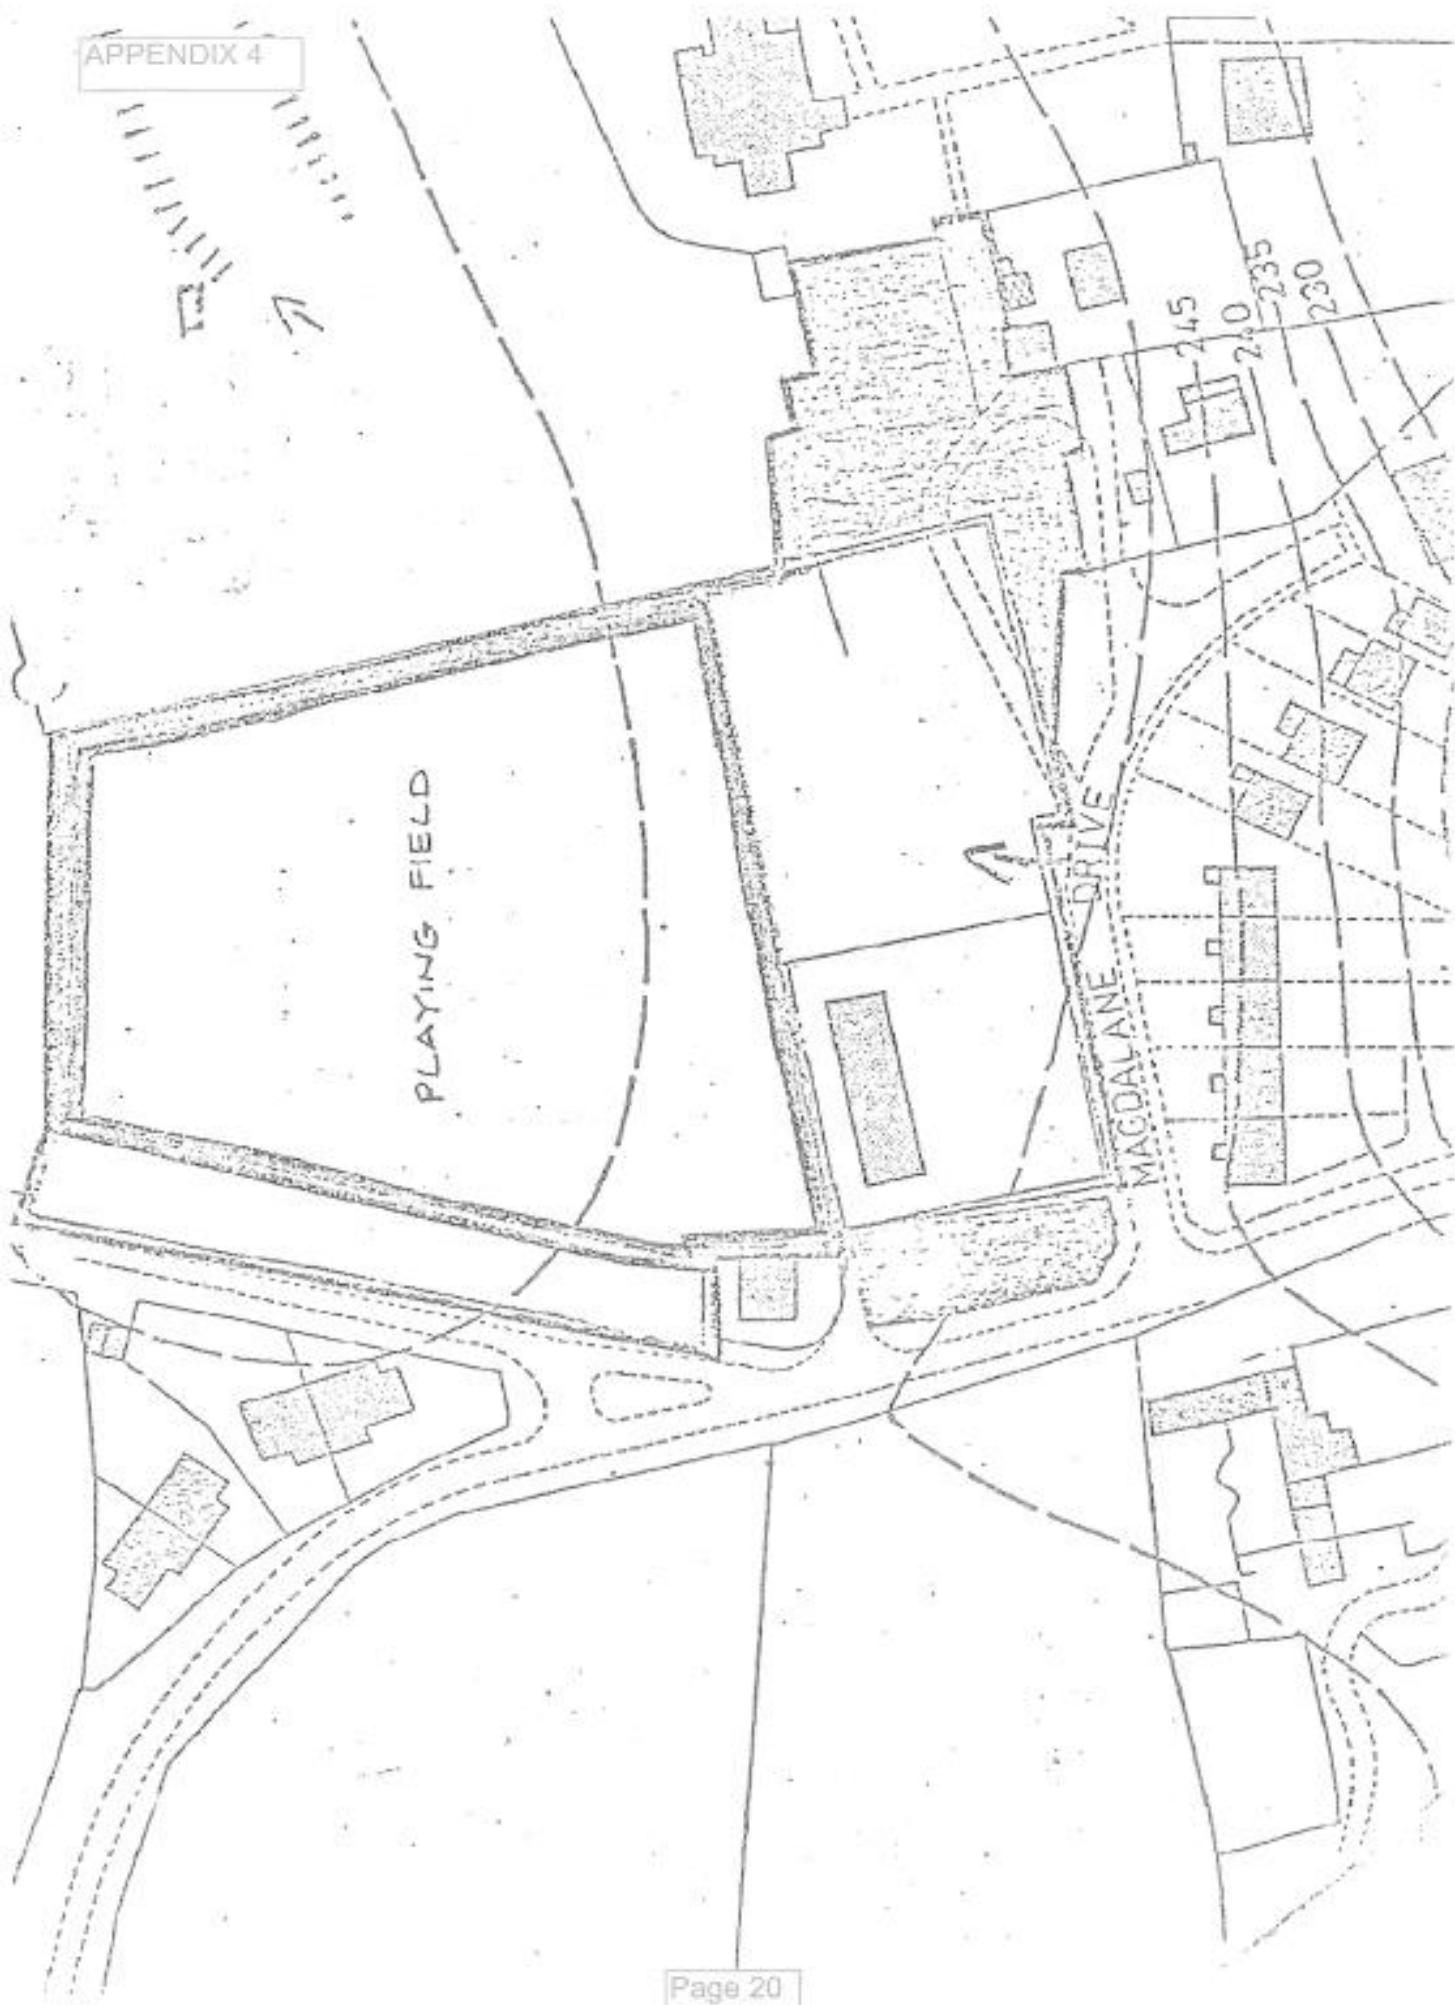 APPENDIX 4
245
240
235
230
PLAYING FIELD
MAGDALANE DRIVE
Page 20